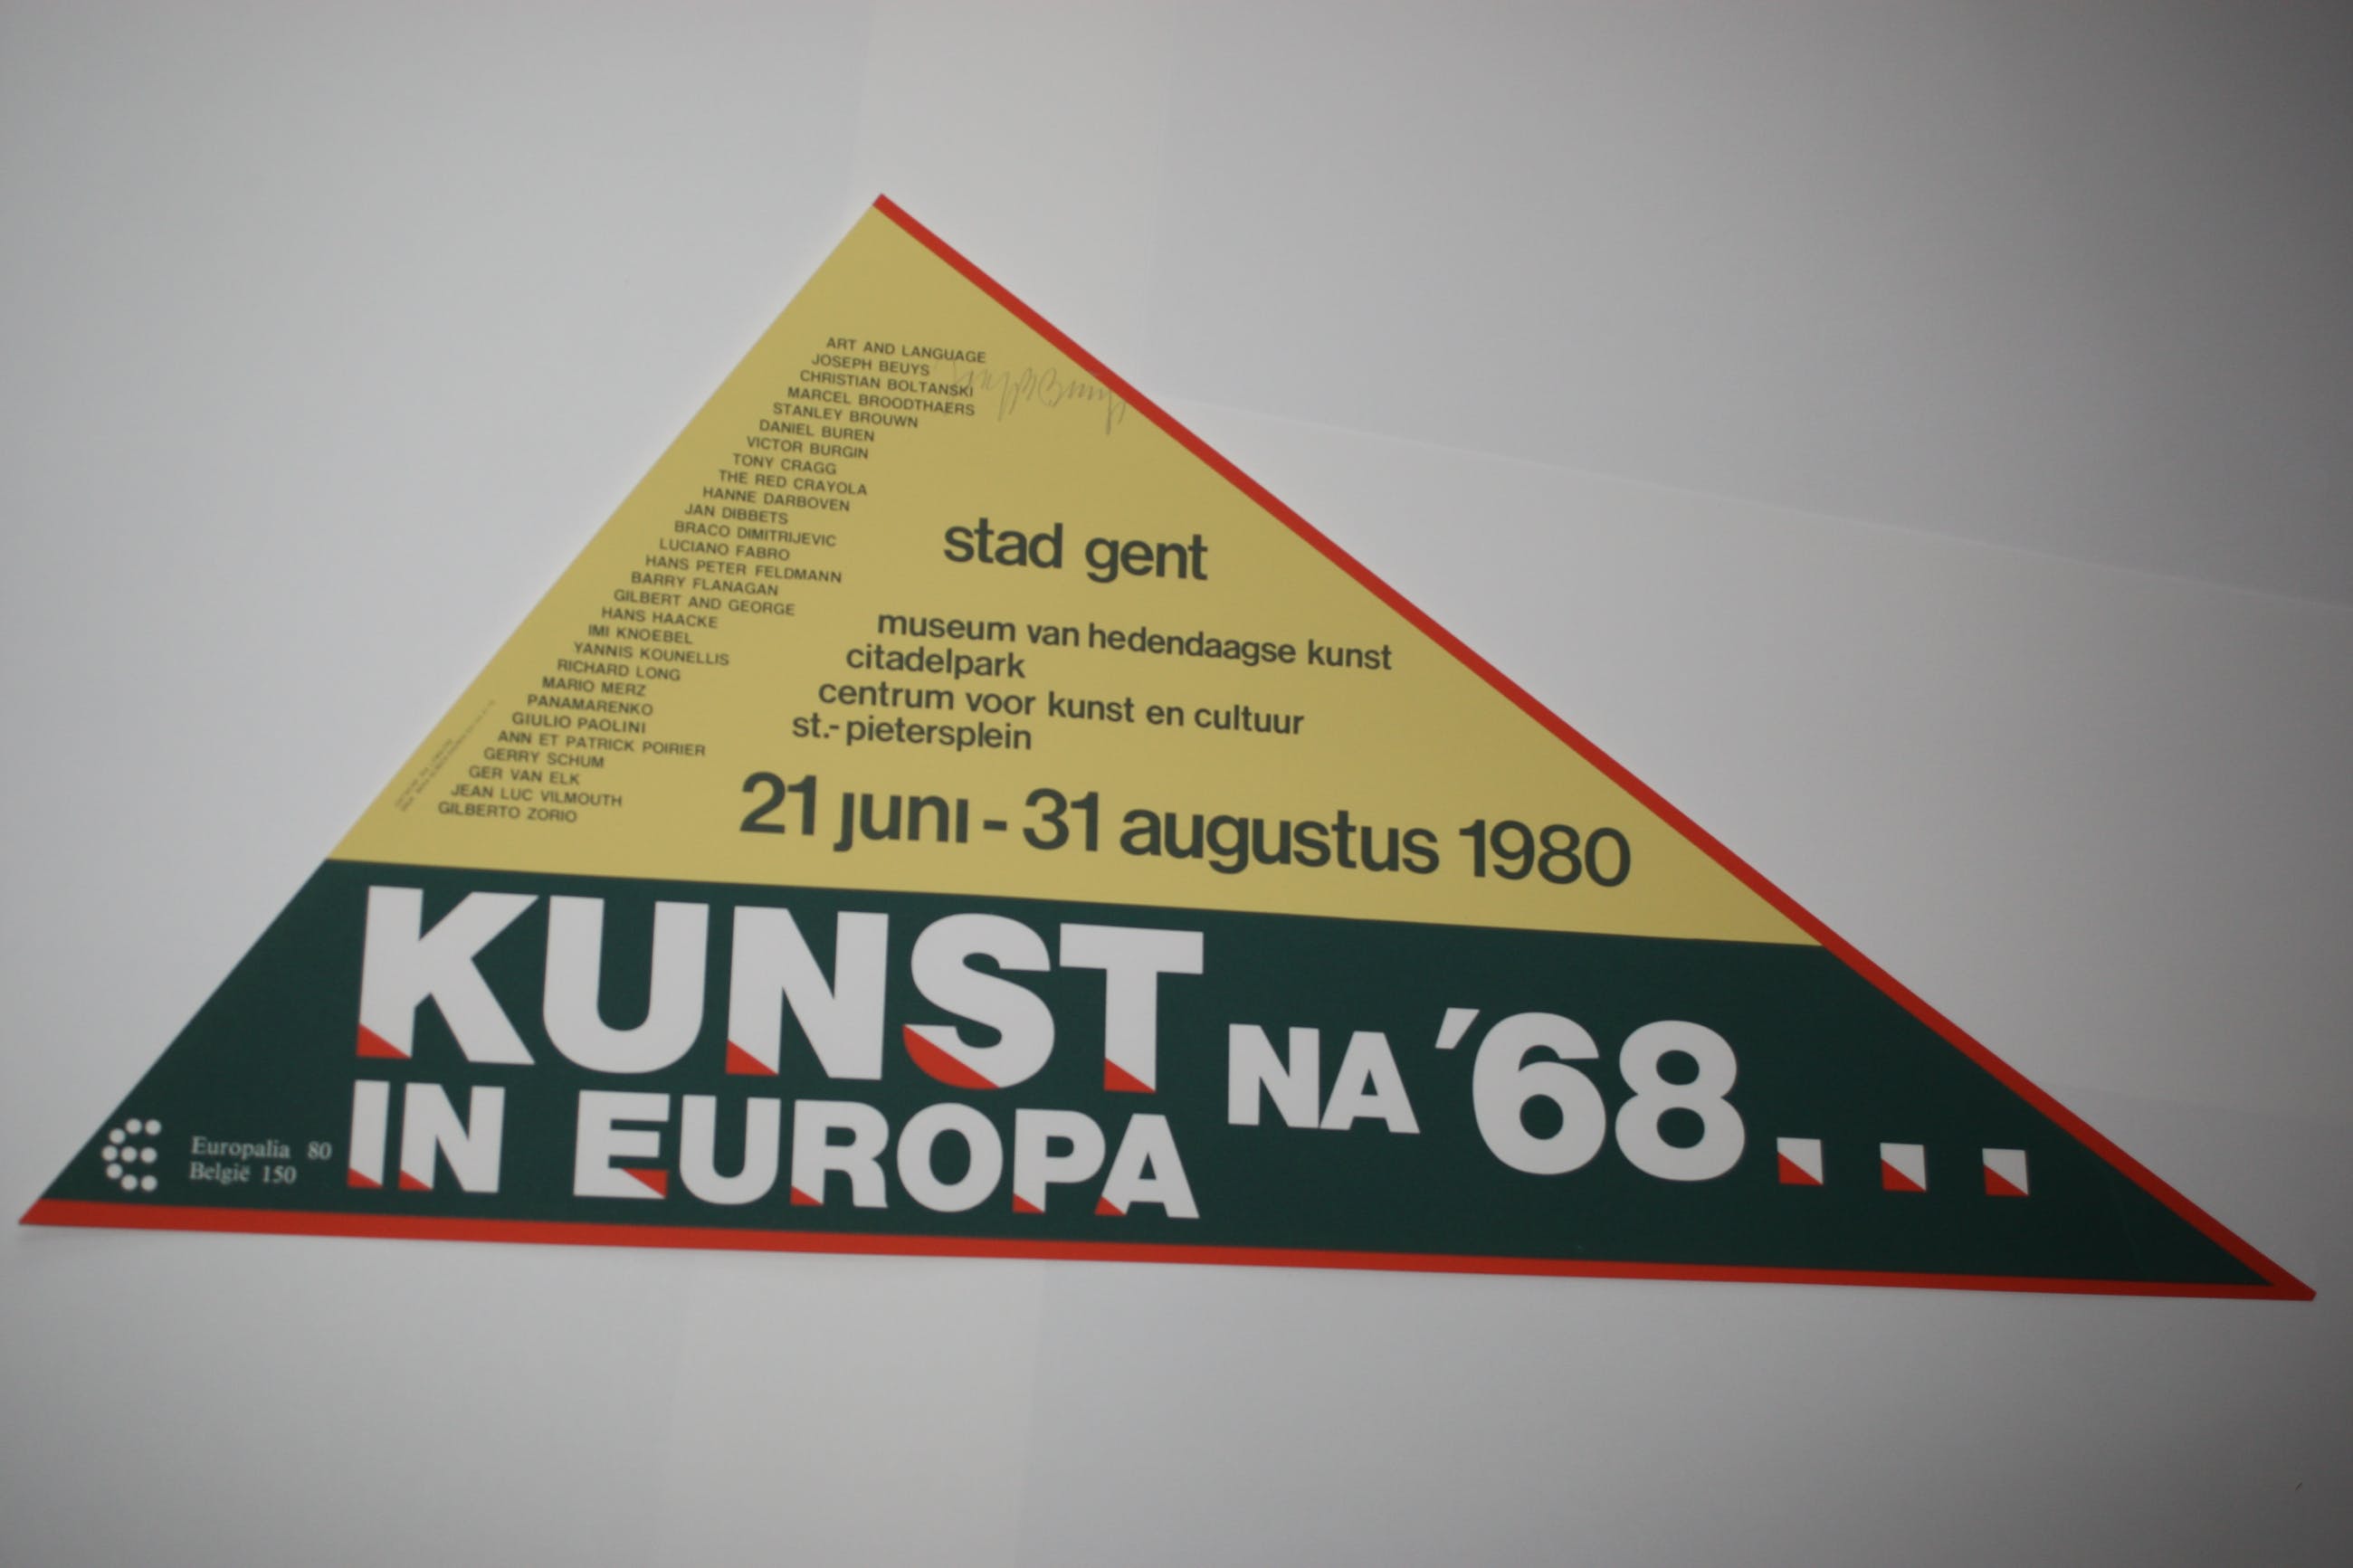 ART AND LANGUAGE
JOSEPH BEUYS
CHRISTIAN BOLTANSKI
MARCEL BROODTHAERS
STANLEY BROUWN
DANIEL BUREN
VICTOR BURGIN
TONY CRAGG
THE RED CRAYOLA
HANNE DARBOVEN
JAN DIBBETS
BRACO DIMITRIJEVIC
LUCIANO FABRO
HANS PETER FELDMANN
BARRY FLANAGAN
GILBERT AND GEORGE
HANS HAACKE
IMI KNOEBEL
YANNIS KOUNELLIS
RICHARD LONG
MARIO MERZ
PANAMARENKO
GIULIO PAOLINI
ANN ET PATRICK POIRIER
GERRY SCHUM
GER VAN ELK
JEAN LUC VILMOUTH
GILBERTO ZORIO
stad gent
museum van hedendaagse kunst
citadelpark
centrum voor kunst en cultuur
st.-pietersplein
21 juni - 31 augustus 1980
KUNST NA '68...
IN EUROPA
Europalia 80
België 150